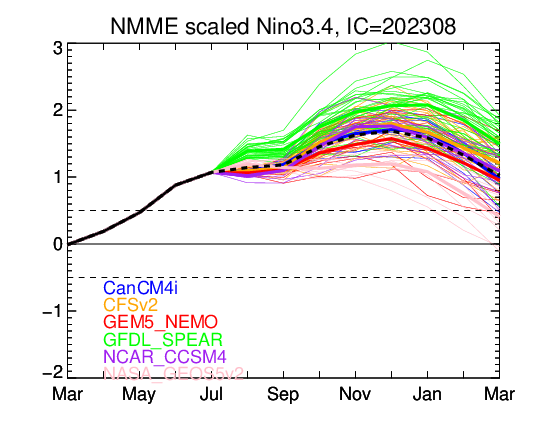 NMME scaled Nino3.4, IC=202308
3
2
1
0
−1
−2
CanCM4i
CFSv2
GEM5_NEMO
GFDL_SPEAR
NCAR_CCSM4
NASA_GEOS5v2
Mar May Jul Sep Nov Jan Mar